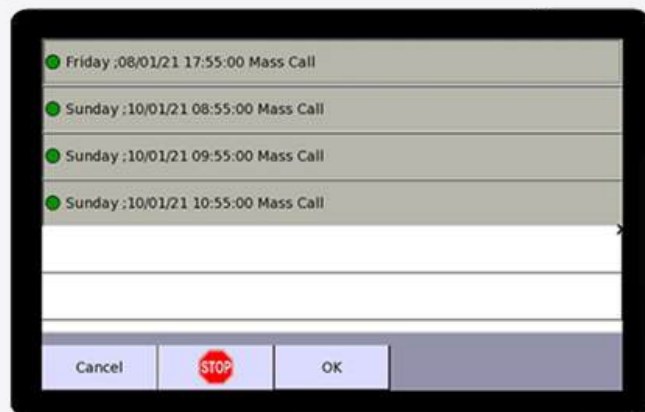 Friday ;08/01/21 17:55:00 Mass Call
Sunday ;10/01/21 08:55:00 Mass Call
Sunday ;10/01/21 09:55:00 Mass Call
Sunday ;10/01/21 10:55:00 Mass Call
Cancel STOP OK